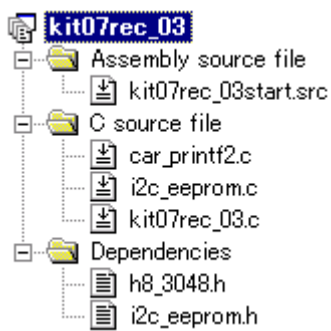 kit07rec_03
Assembly source file
kit07rec_03start.src
C source file
car_printf2.c
i2c_eeprom.c
kit07rec_03.c
Dependencies
h8_3048.h
i2c_eeprom.h